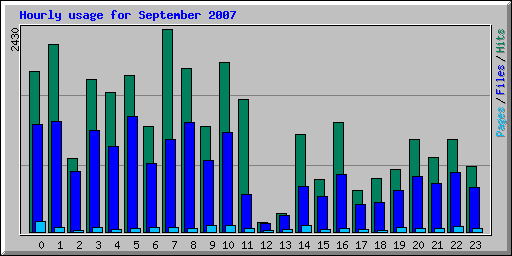 Hourly usage for September 2007
2430
Pages / Files / Hits
0 1 2 3 4 5 6 7 8 9 10 11 12 13 14 15 16 17 18 19 20 21 22 23